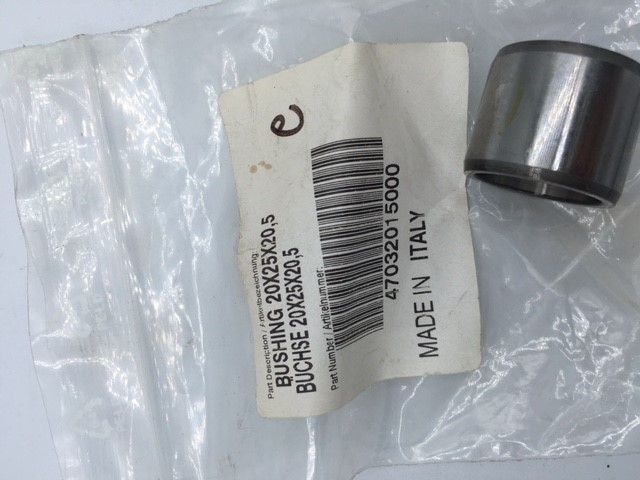 e
Part Description / Artikelbezeichnung:
BUSHING 20X25X20,5
BUCHSE 20X25X20,5
Part Number / Artikelnummer:
47032015000
MADE IN ITALY